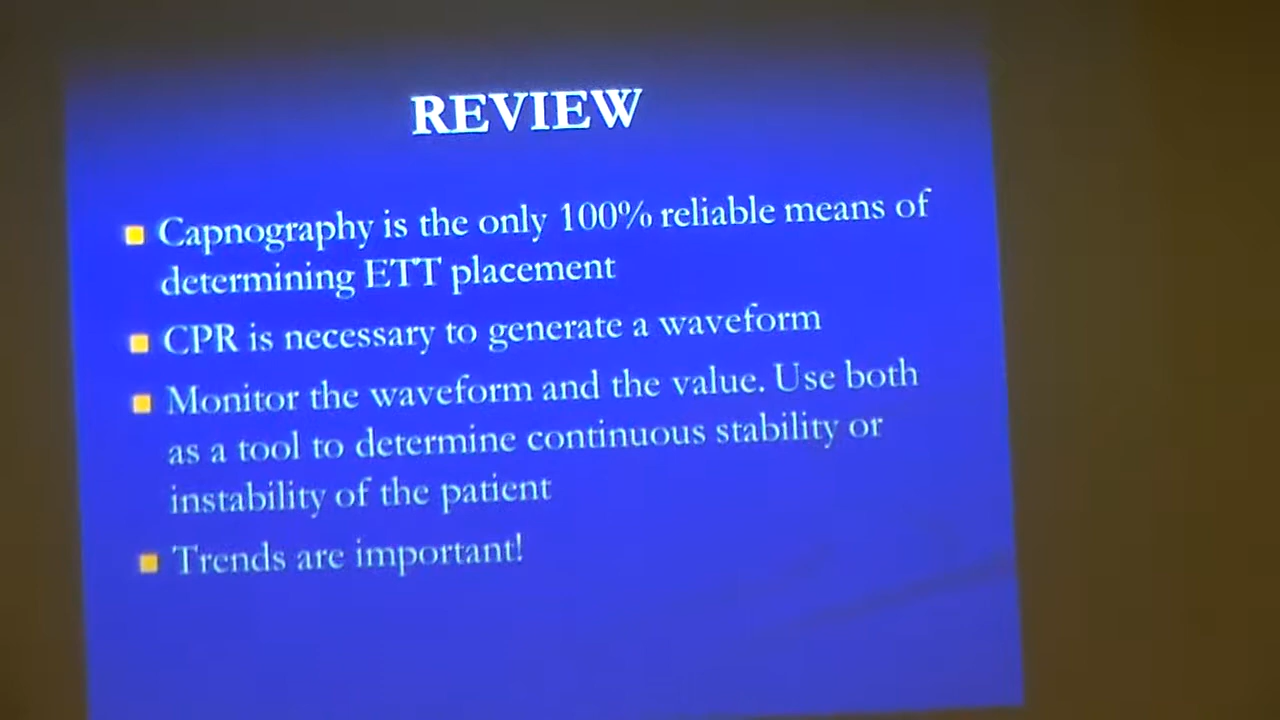 REVIEW
Capnography is the only 100% reliable means of
determining ETT placement
CPR is necessary to generate a waveform
Monitor the waveform and the value. Use both
as a tool to determine continuous stability or
instability of the patient
Trends are important!